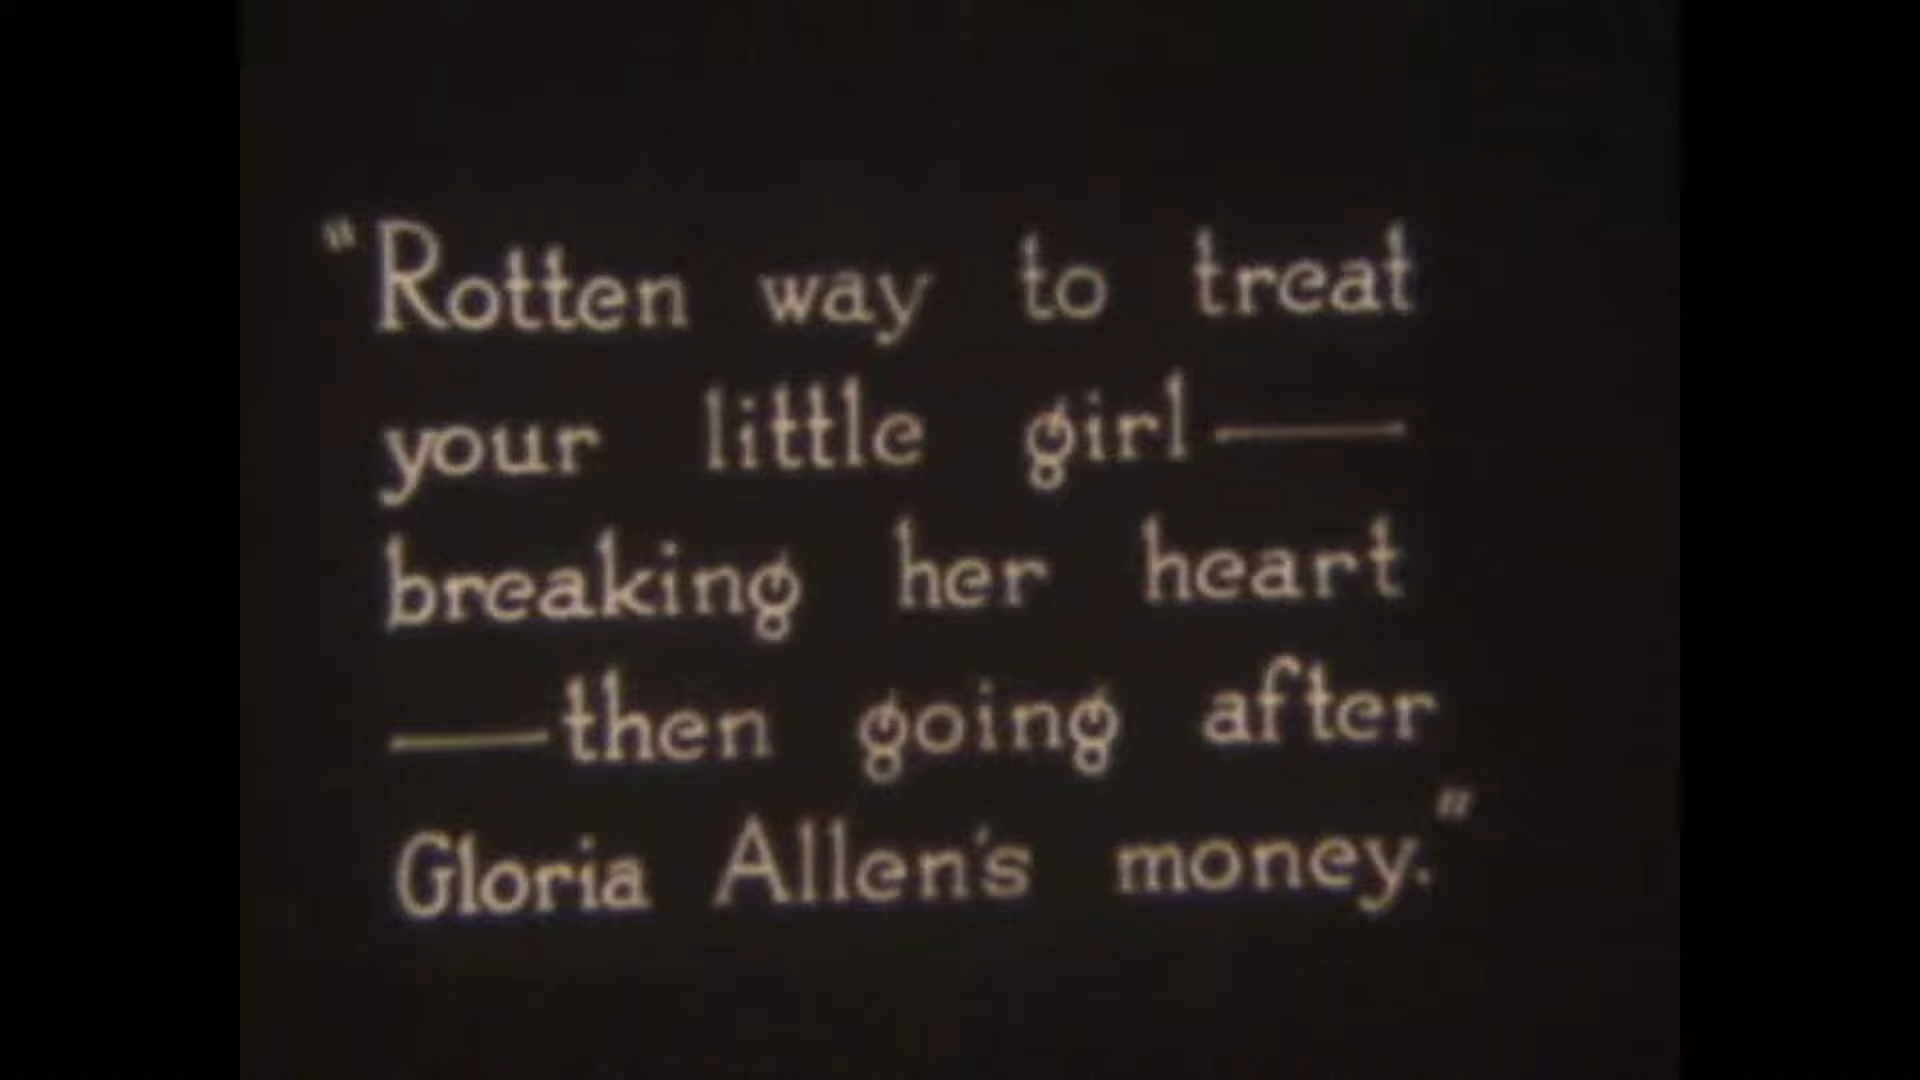 "Rotten way to treat
your little girl——
breaking her heart
——then going after
Gloria Allen's money."